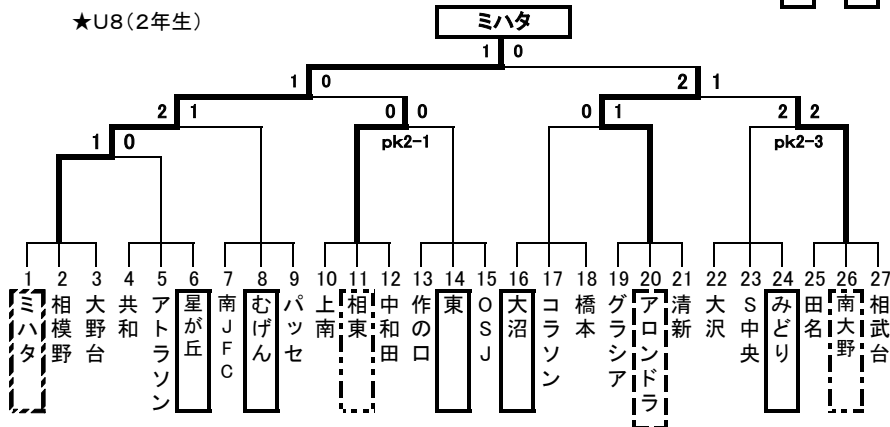 ★U8(2年生)
ミハタ
1 0
1 0
2 1
2 1
0 0
0 1
2 2
1 0
pk2-1
pk2-3
1 2 3 4 5 6 7 8 9 10 11 12 13 14 15 16 17 18 19 20 21 22 23 24 25 26 27
ミハタ
相模野
大野台
共和
アトラソン
星が丘
南JFC
むげん
パッセ
上南
相東
中和田
作の口
東
OSJ
大沼
コラソン
橋本
グラシア
アロンドラ
清新
大沢
S中央
みどり
田名
南大野
相武台